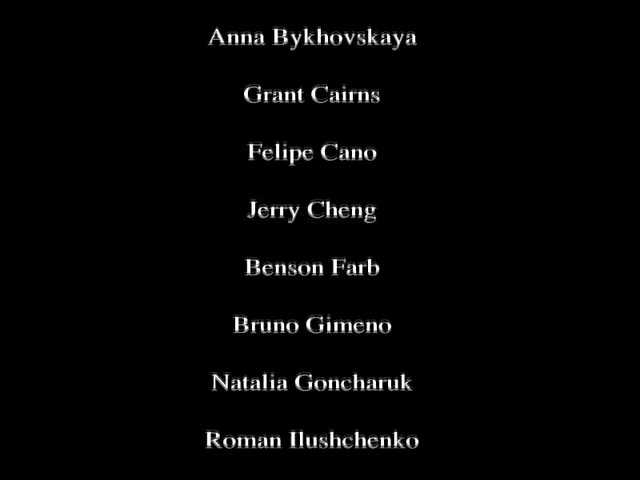 Anna Bykhovskaya
Grant Cairns
Felipe Cano
Jerry Cheng
Benson Farb
Bruno Gimeno
Natalia Goncharuk
Roman Ilushchenko